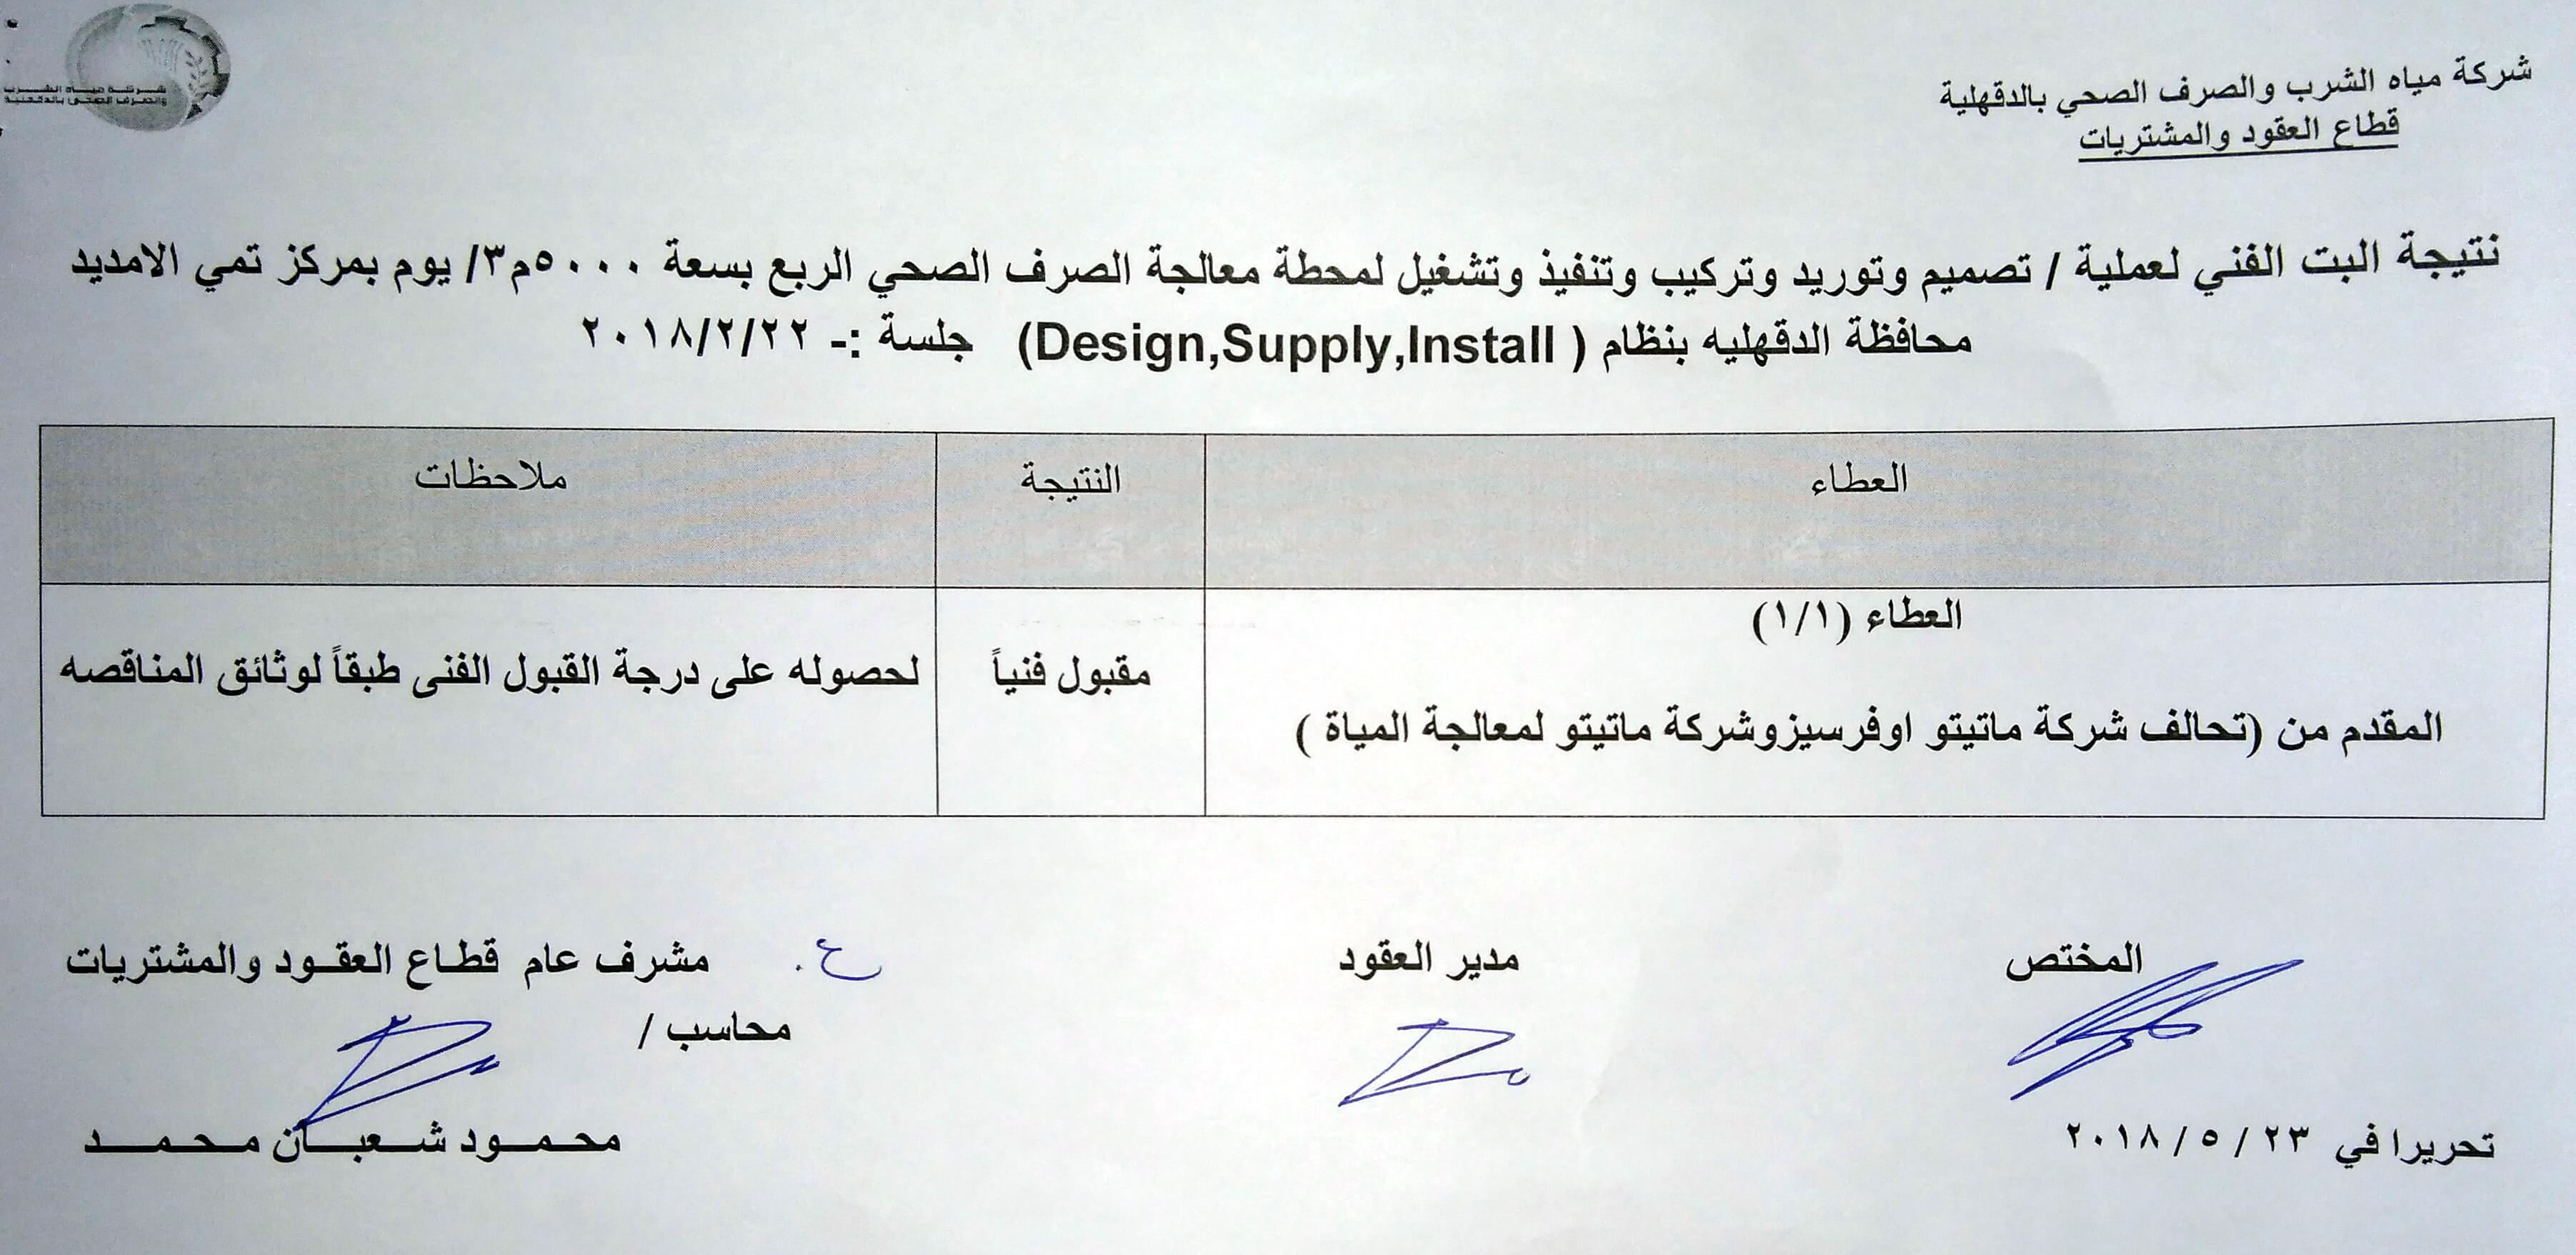 شركة مياه الشرب والصرف الصحي بالدقهلية
قطاع العقود والمشتريات
شركة مياه الشرب
والصرف الصحى بالدقهلية
نتيجة البت الفني لعملية / تصميم وتوريد وتركيب وتنفيذ وتشغيل لمحطة معالجة الصرف الصحي الربع بسعة ٥٠٠٠م٣/ يوم بمركز تمي الامديد
محافظة الدقهليه بنظام ( Design,Supply,Install) جلسة :- ٢٠١٨/٢/٢٢
العطاء النتيجة ملاحظات
العطاء (١/١)
المقدم من (تحالف شركة ماتيتو اوفرسيزوشركة ماتيتو لمعالجة المياة )
مقبول فنياً
لحصوله على درجة القبول الفنى طبقاً لوثائق المناقصه
المختص مدير العقود ع. مشرف عام قطاع العقود والمشتريات
محاسب /
تحريرا في ٢٣ / ٥ / ٢٠١٨ محمود شعبان محمد